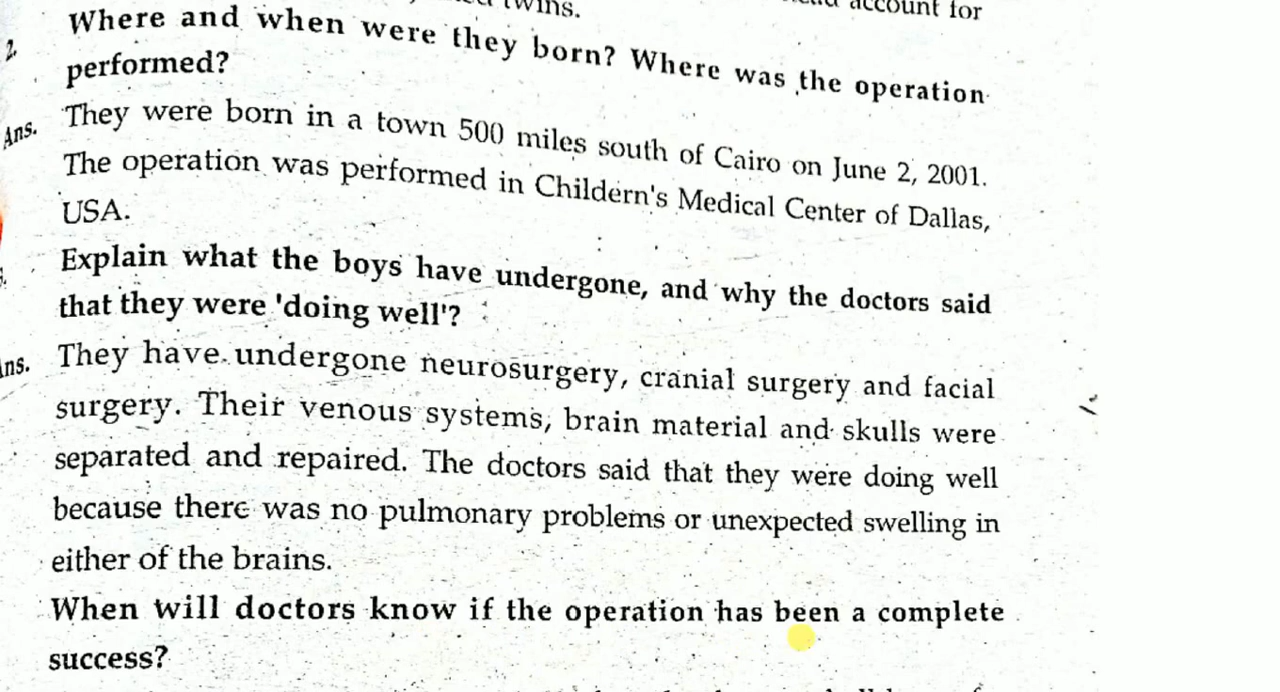 twins.
account for
2. Where and when were they born? Where was the operation
performed?
Ans. They were born in a town 500 miles south of Cairo on June 2, 2001.
The operation was performed in Childern's Medical Center of Dallas,
USA.
Explain what the boys have undergone, and why the doctors said
that they were 'doing well'?
ns. They have undergone neurosurgery, cranial surgery and facial
surgery. Their venous systems, brain material and skulls were
separated and repaired. The doctors said that they were doing well
because there was no pulmonary problems or unexpected swelling in
either of the brains.
When will doctors know if the operation has been a complete
success?